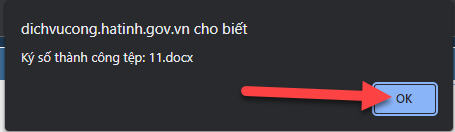 dichvucong.hatinh.gov.vn cho biết
Ký số thành công tệp: 11.docx
OK